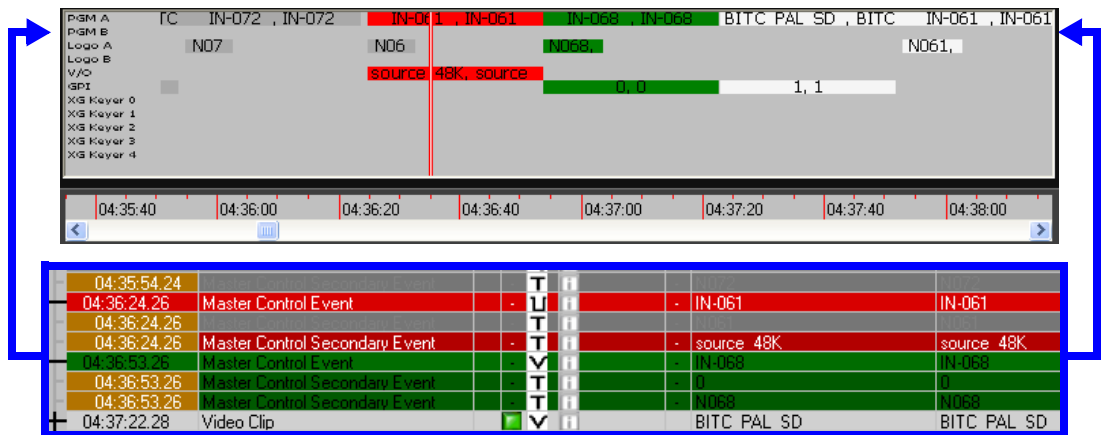 PGM A TC IN-072 , IN-072 IN-061 , IN-061 IN-068 , IN-068 BITC PAL SD , BITC IN-061 , IN-061
PGM B
Logo A N07 N06 N068, N061,
Logo B
V/O source 48K, source
GPI 0, 0 1, 1
XG Keyer 0
XG Keyer 1
XG Keyer 2
XG Keyer 3
XG Keyer 4
04:35:40 04:36:00 04:36:20 04:36:40 04:37:00 04:37:20 04:37:40 04:38:00
04:35:54.24 Master Control Secondary Event T i N072 N072
04:36:24.26 Master Control Event - U i - IN-061 IN-061
04:36:24.26 Master Control Secondary Event T i N061
04:36:24.26 Master Control Secondary Event - T i - source 48K source 48K
04:36:53.26 Master Control Event - V i - IN-068 IN-068
04:36:53.26 Master Control Secondary Event - T i - 0 0
04:36:53.26 Master Control Secondary Event - T i - N068 N068
04:37:22.28 Video Clip V i BITC PAL SD BITC PAL SD